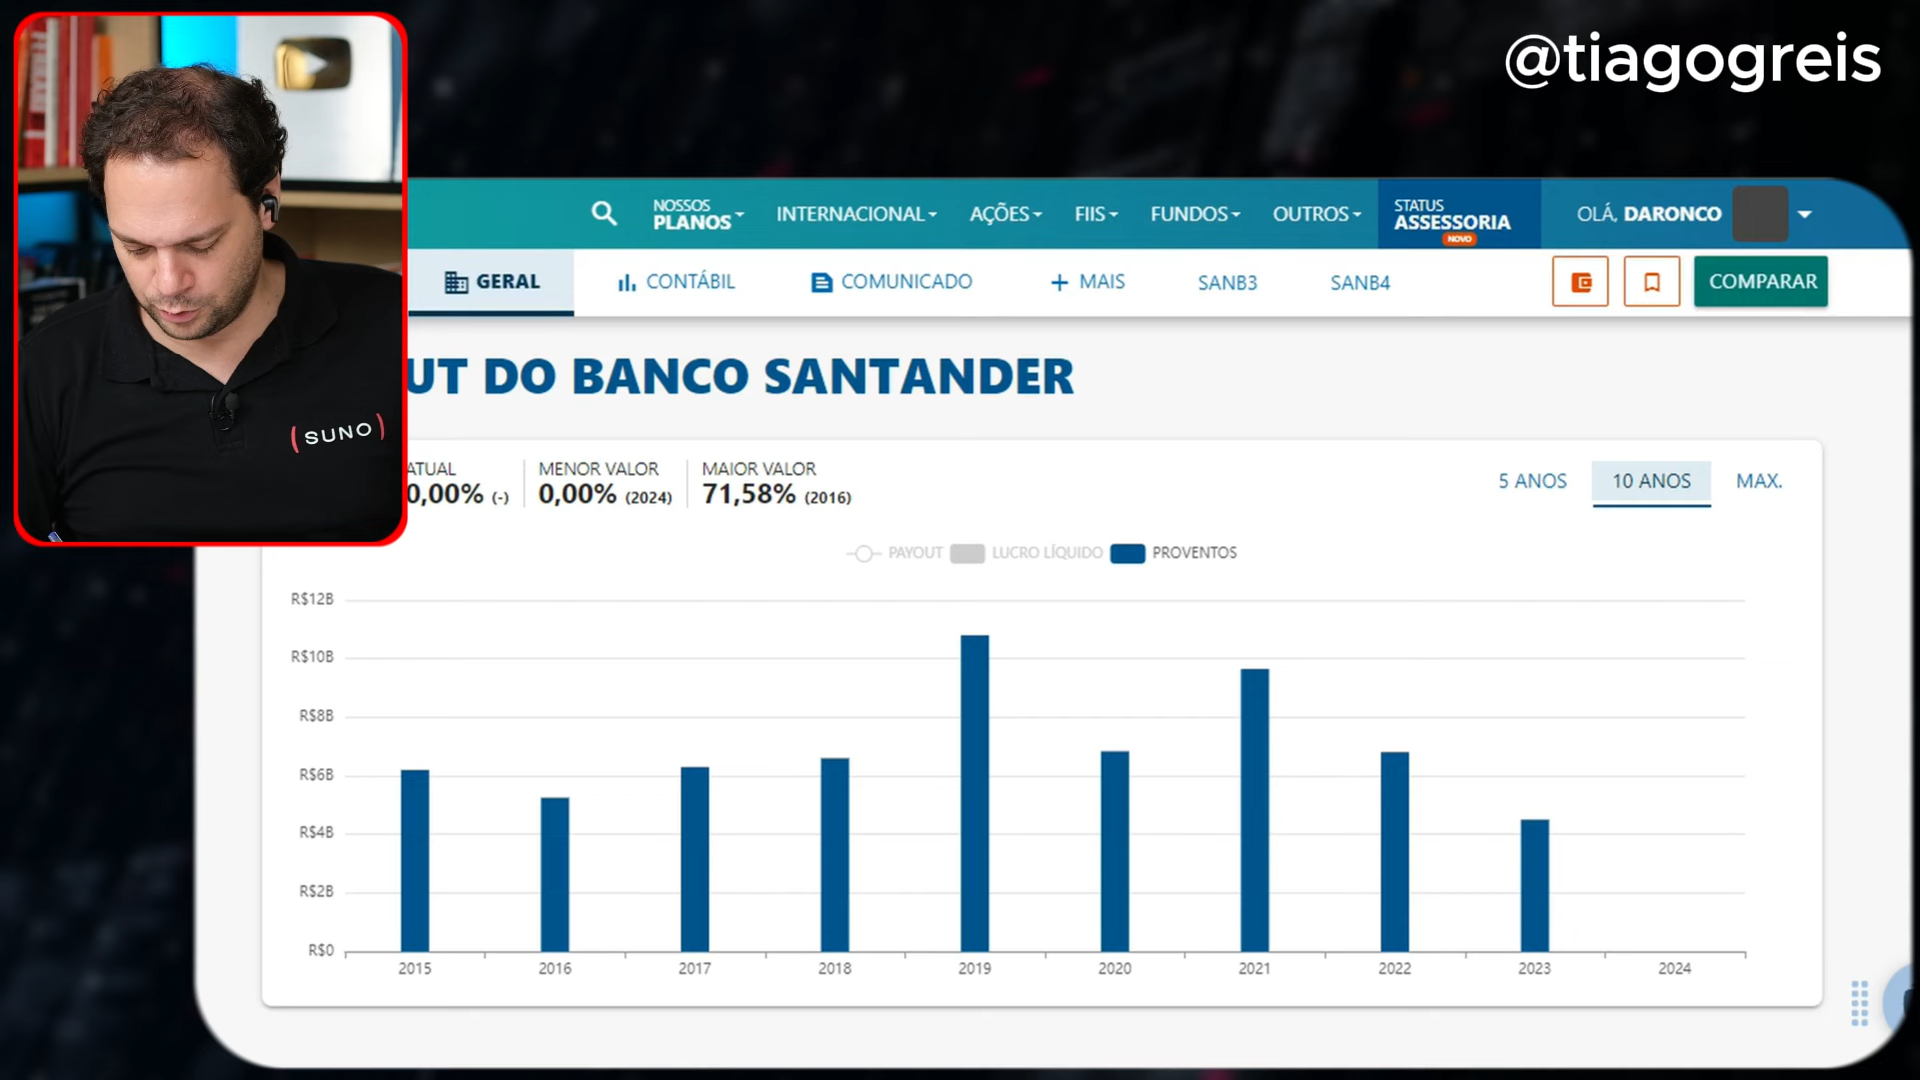 @tiagogreis
NOSSOS PLANOS
INTERNACIONAL
AÇÕES
FIIS
FUNDOS
OUTROS
STATUS ASSESSORIA
NOVO
OLÁ, DARONCO
GERAL
CONTÁBIL
COMUNICADO
+ MAIS
SANB3
SANB4
COMPARAR
UT DO BANCO SANTANDER
(SUNO)
ATUAL
0,00% (-)
MENOR VALOR
0,00% (2024)
MAIOR VALOR
71,58% (2016)
5 ANOS
10 ANOS
MAX.
PAYOUT
LUCRO LÍQUIDO
PROVENTOS
R$12B
R$10B
R$8B
R$6B
R$4B
R$2B
R$0
2015
2016
2017
2018
2019
2020
2021
2022
2023
2024